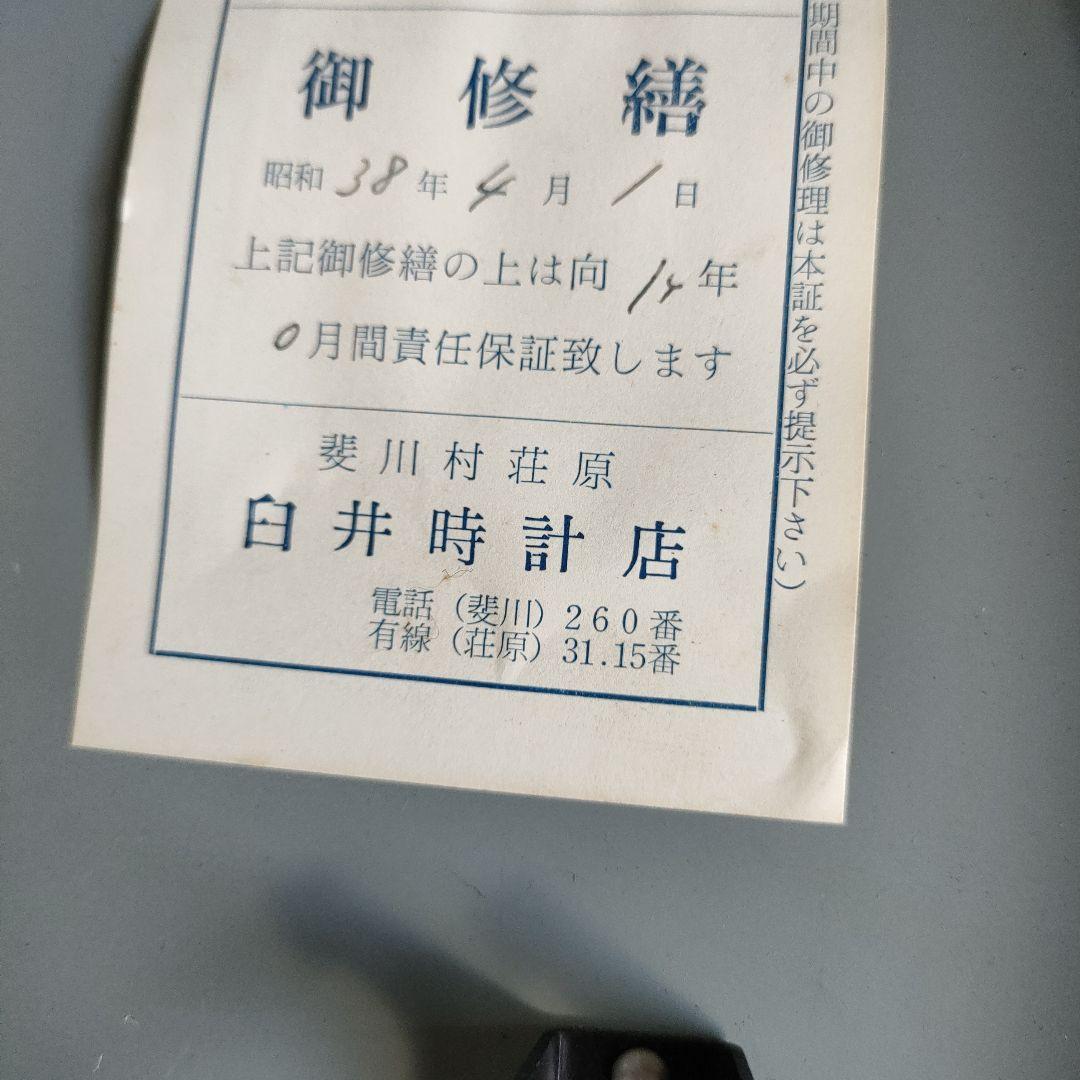 御修繕
昭和38年4月1日
上記御修繕の上は向 年
0月間責任保証致します
斐川村荘原
臼井時計店
電話(斐川)260番
有線(荘原)31.15番
期間中の御修理は本証を必ず提示下さい)